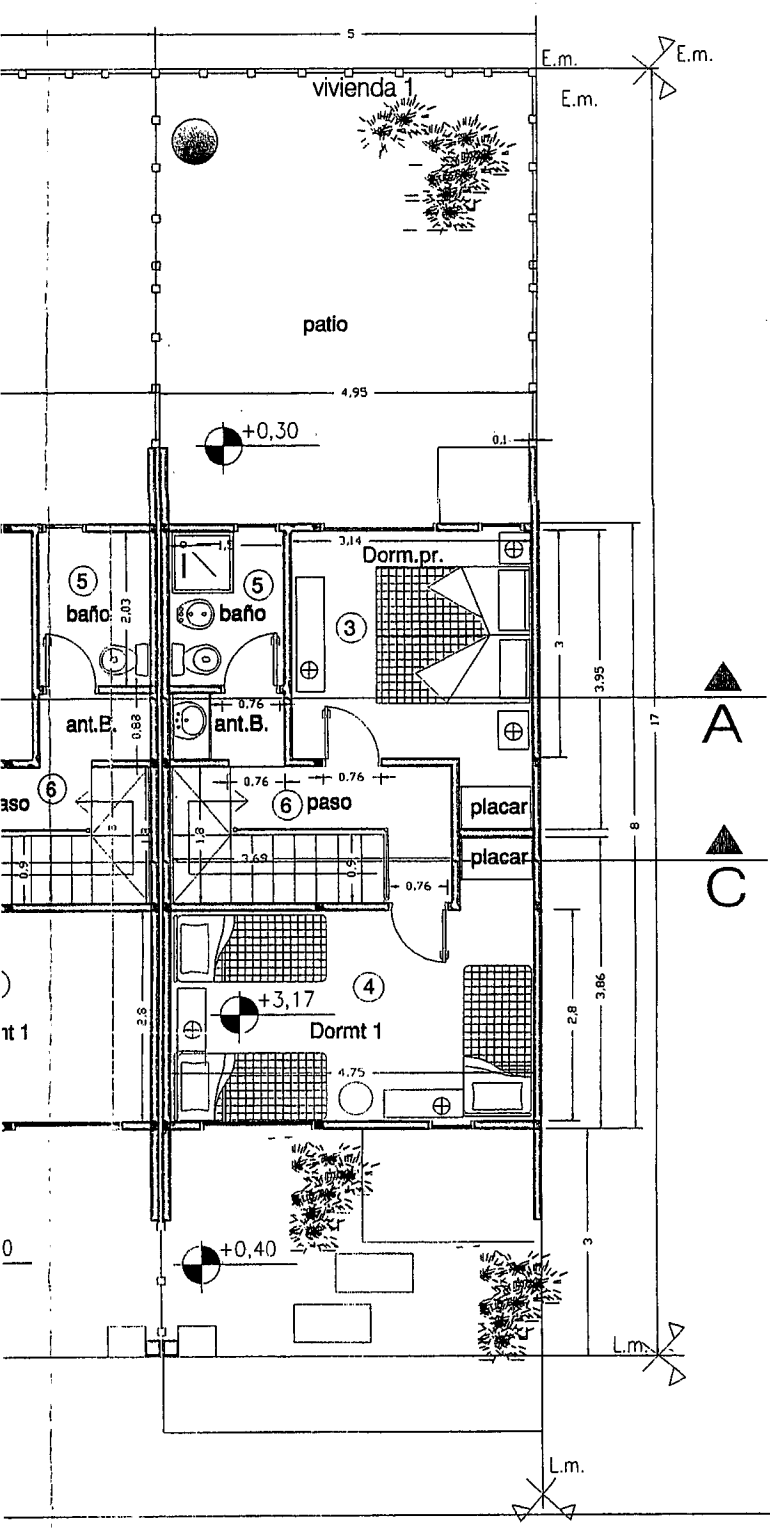 5
E.m.
E.m.
vivienda 1
E.m.
patio
4,95
+0,30
0,1
3,14
Dorm.pr.
5
baño
2,03
5
baño
3
3
3,95
17
A
ant.B.
0,88
0,76
ant.B.
0,76
0,76
6
aso
6
paso
placar
8
1,8
3,69
0,9
0,9
placar
C
0,76
4
+3,17
Dormt 1
nt 1
2,8
2,8
3,86
4,75
0
+0,40
3
L.m.
L.m.